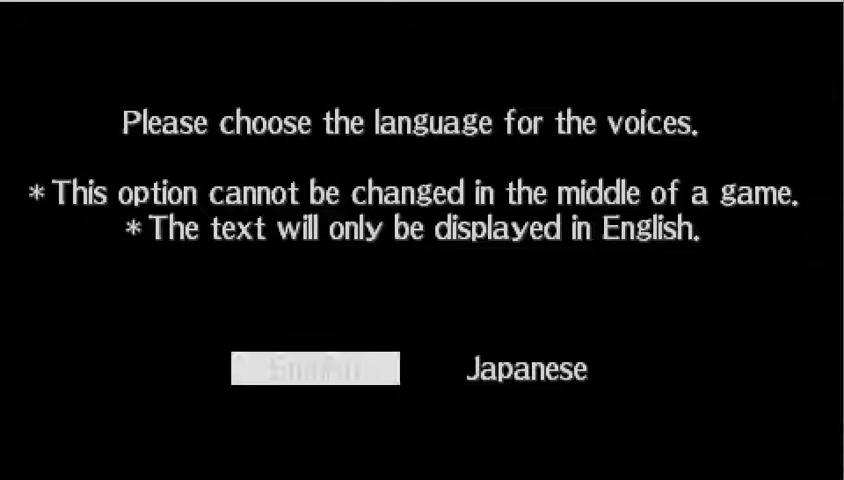 Please choose the language for the voices.
* This option cannot be changed in the middle of a game.
* The text will only be displayed in English.
Japanese